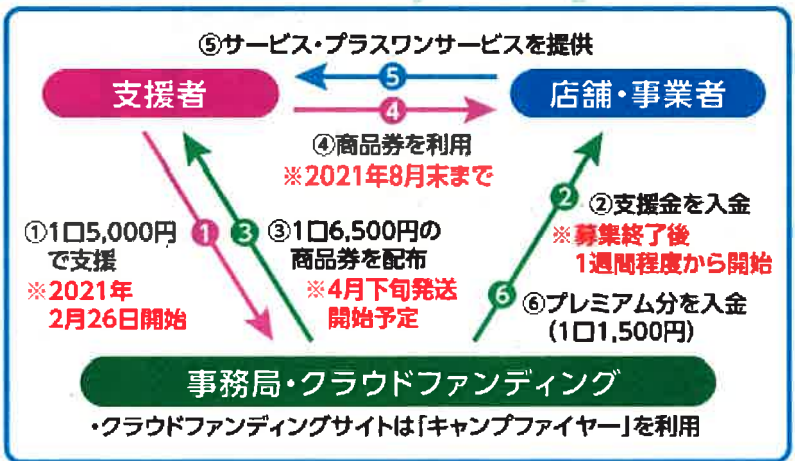 ⑤サービス・プラスワンサービスを提供
5
支援者
店舗・事業者
4
④商品券を利用
※2021年8月末まで
①1口5,000円
で支援
※2021年
2月26日開始
1
3
③1口6,500円の
商品券を配布
※4月下旬発送
開始予定
2
②支援金を入金
※募集終了後
1週間程度から開始
6
⑥プレミアム分を入金
(1口1,500円)
事務局・クラウドファンディング
・クラウドファンディングサイトは「キャンプファイヤー」を利用